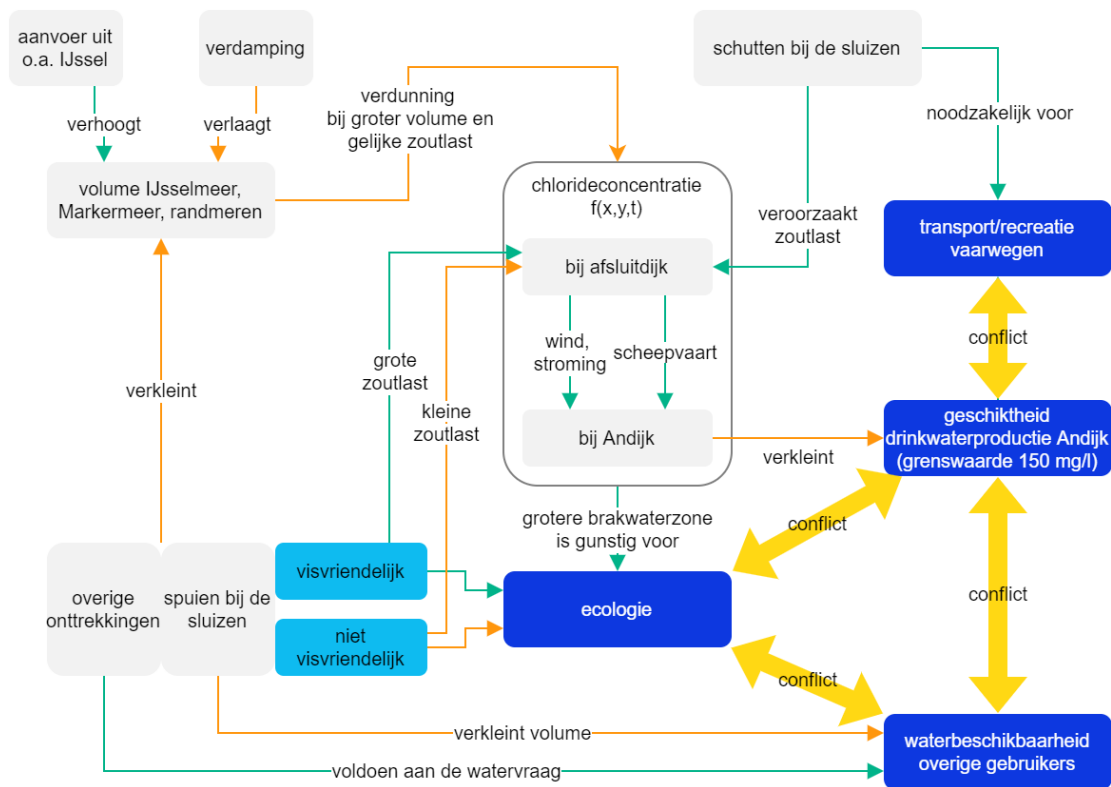 aanvoer uit
o.a. IJssel
verdamping
schutten bij de sluizen
verhoogt
verlaagt
verdunning
bij groter volume en
gelijke zoutlast
noodzakelijk voor
volume IJsselmeer,
Markermeer, randmeren
chlorideconcentratie
f(x,y,t)
veroorzaakt
zoutlast
transport/recreatie
vaarwegen
bij afsluitdijk
wind,
stroming
scheepvaart
conflict
grote
zoutlast
verkleint
kleine
zoutlast
bij Andijk
verkleint
geschiktheid
drinkwaterproductie Andijk
(grenswaarde 150 mg/l)
grotere brakwaterzone
is gunstig voor
conflict
conflict
overige
onttrekkingen
spuien bij de
sluizen
visvriendelijk
niet
visvriendelijk
ecologie
conflict
verkleint volume
waterbeschikbaarheid
overige gebruikers
voldoen aan de watervraag